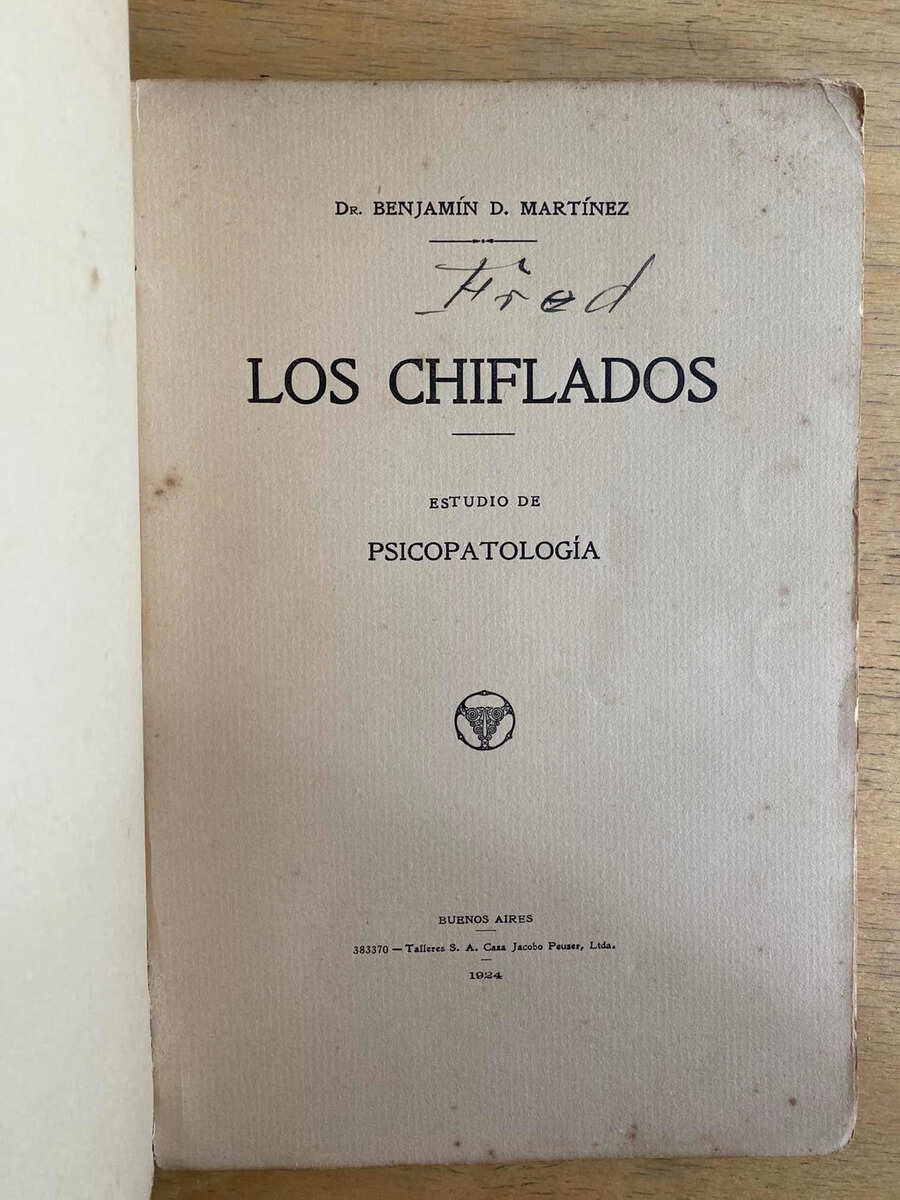 Dr. BENJAMÍN D. MARTÍNEZ
Fred
LOS CHIFLADOS
ESTUDIO DE
PSICOPATOLOGÍA
BUENOS AIRES
383370 — Talleres S. A. Casa Jacobo Peuser, Ltda.
1924